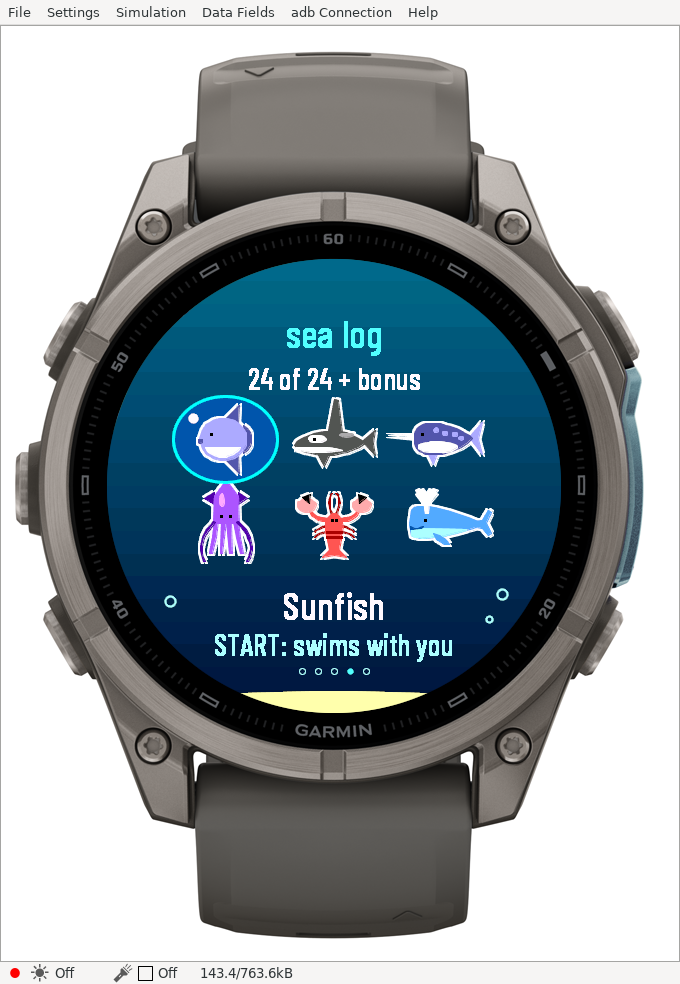 File Settings Simulation Data Fields adb Connection Help
60
50
sea log
24 of 24 + bonus
Sunfish
40
20
START: swims with you
GARMIN
Off Off 143.4/763.6kB